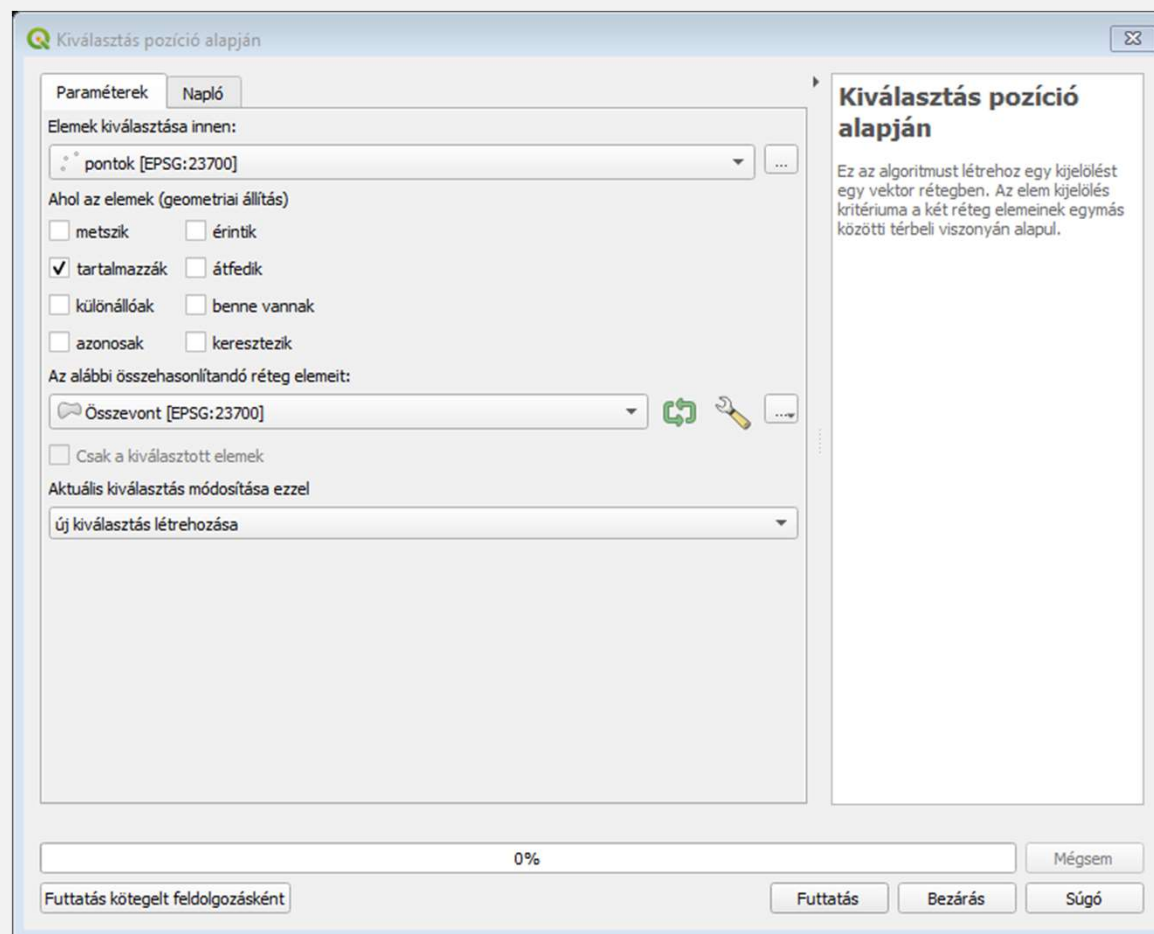 Kiválasztás pozíció alapján
Paraméterek
Napló
Elemek kiválasztása innen:
pontok [EPSG:23700]
...
Ahol az elemek (geometriai állítás)
metszik
érintik
tartalmazzák
átfedik
különállóak
benne vannak
azonosak
keresztezik
Az alábbi összehasonlítandó réteg elemeit:
Összevont [EPSG:23700]
...
Csak a kiválasztott elemek
Aktuális kiválasztás módosítása ezzel
új kiválasztás létrehozása
Kiválasztás pozíció
alapján
Ez az algoritmust létrehoz egy kijelölést
egy vektor rétegben. Az elem kijelölés
kritériuma a két réteg elemeinek egymás
közötti térbeli viszonyán alapul.
0%
Mégsem
Futtatás kötegelt feldolgozásként
Futtatás
Bezárás
Súgó